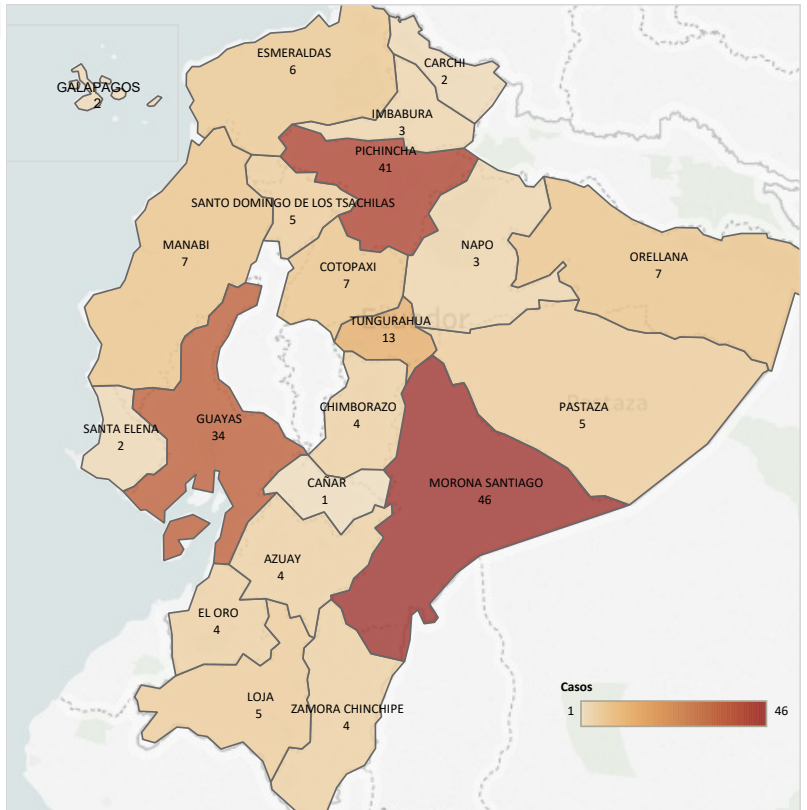 ESMERALDAS
6
CARCHI
2
GALAPAGOS
2
IMBABURA
3
PICHINCHA
41
SANTO DOMINGO DE LOS TSACHILAS
5
MANABI
7
NAPO
3
ORELLANA
7
COTOPAXI
7
TUNGURAHUA
13
CHIMBORAZO
4
PASTAZA
5
Pastaza
SANTA ELENA
2
GUAYAS
34
CAÑAR
1
MORONA SANTIAGO
46
AZUAY
4
EL ORO
4
LOJA
5
ZAMORA CHINCHIPE
4
Casos
1
46